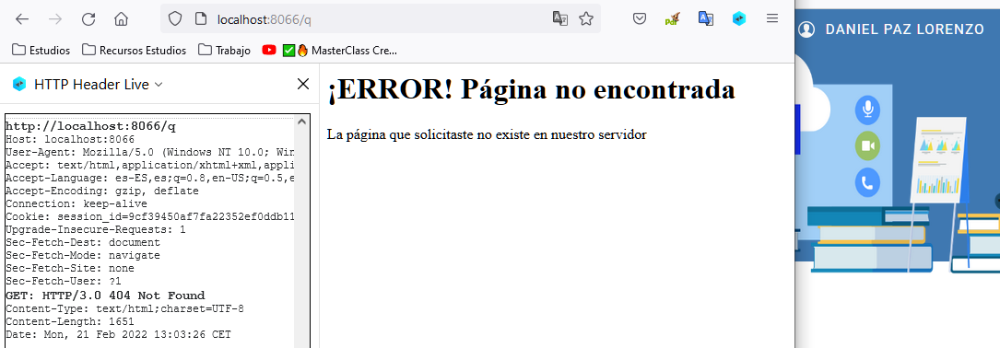 localhost:8066/q
Estudios
Recursos Estudios
Trabajo
MasterClass Cre...
DANIEL PAZ LORENZO
HTTP Header Live
¡ERROR! Página no encontrada
La página que solicitaste no existe en nuestro servidor
http://localhost:8066/q
Host: localhost:8066
User-Agent: Mozilla/5.0 (Windows NT 10.0; Win
Accept: text/html,application/xhtml+xml,appli
Accept-Language: es-ES,es;q=0.8,en-US;q=0.5,e
Accept-Encoding: gzip, deflate
Connection: keep-alive
Cookie: session_id=9cf39450af7fa22352ef0ddb11
Upgrade-Insecure-Requests: 1
Sec-Fetch-Dest: document
Sec-Fetch-Mode: navigate
Sec-Fetch-Site: none
Sec-Fetch-User: ?1
GET: HTTP/3.0 404 Not Found
Content-Type: text/html;charset=UTF-8
Content-Length: 1651
Date: Mon, 21 Feb 2022 13:03:26 CET